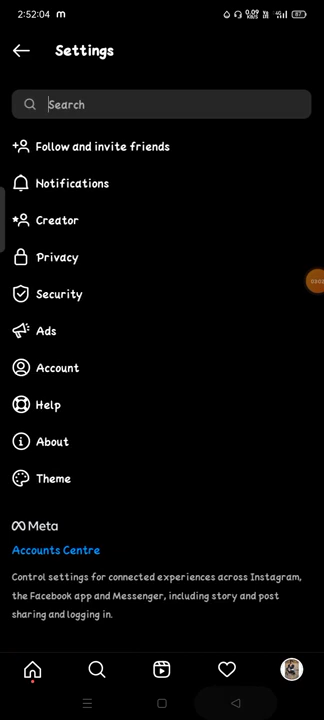 2:52:04 m
Settings
Search
Follow and invite friends
Notifications
Creator
Privacy
Security
Ads
Account
Help
About
Theme
Meta
Accounts Centre
Control settings for connected experiences across Instagram,
the Facebook app and Messenger, including story and post
sharing and logging in.